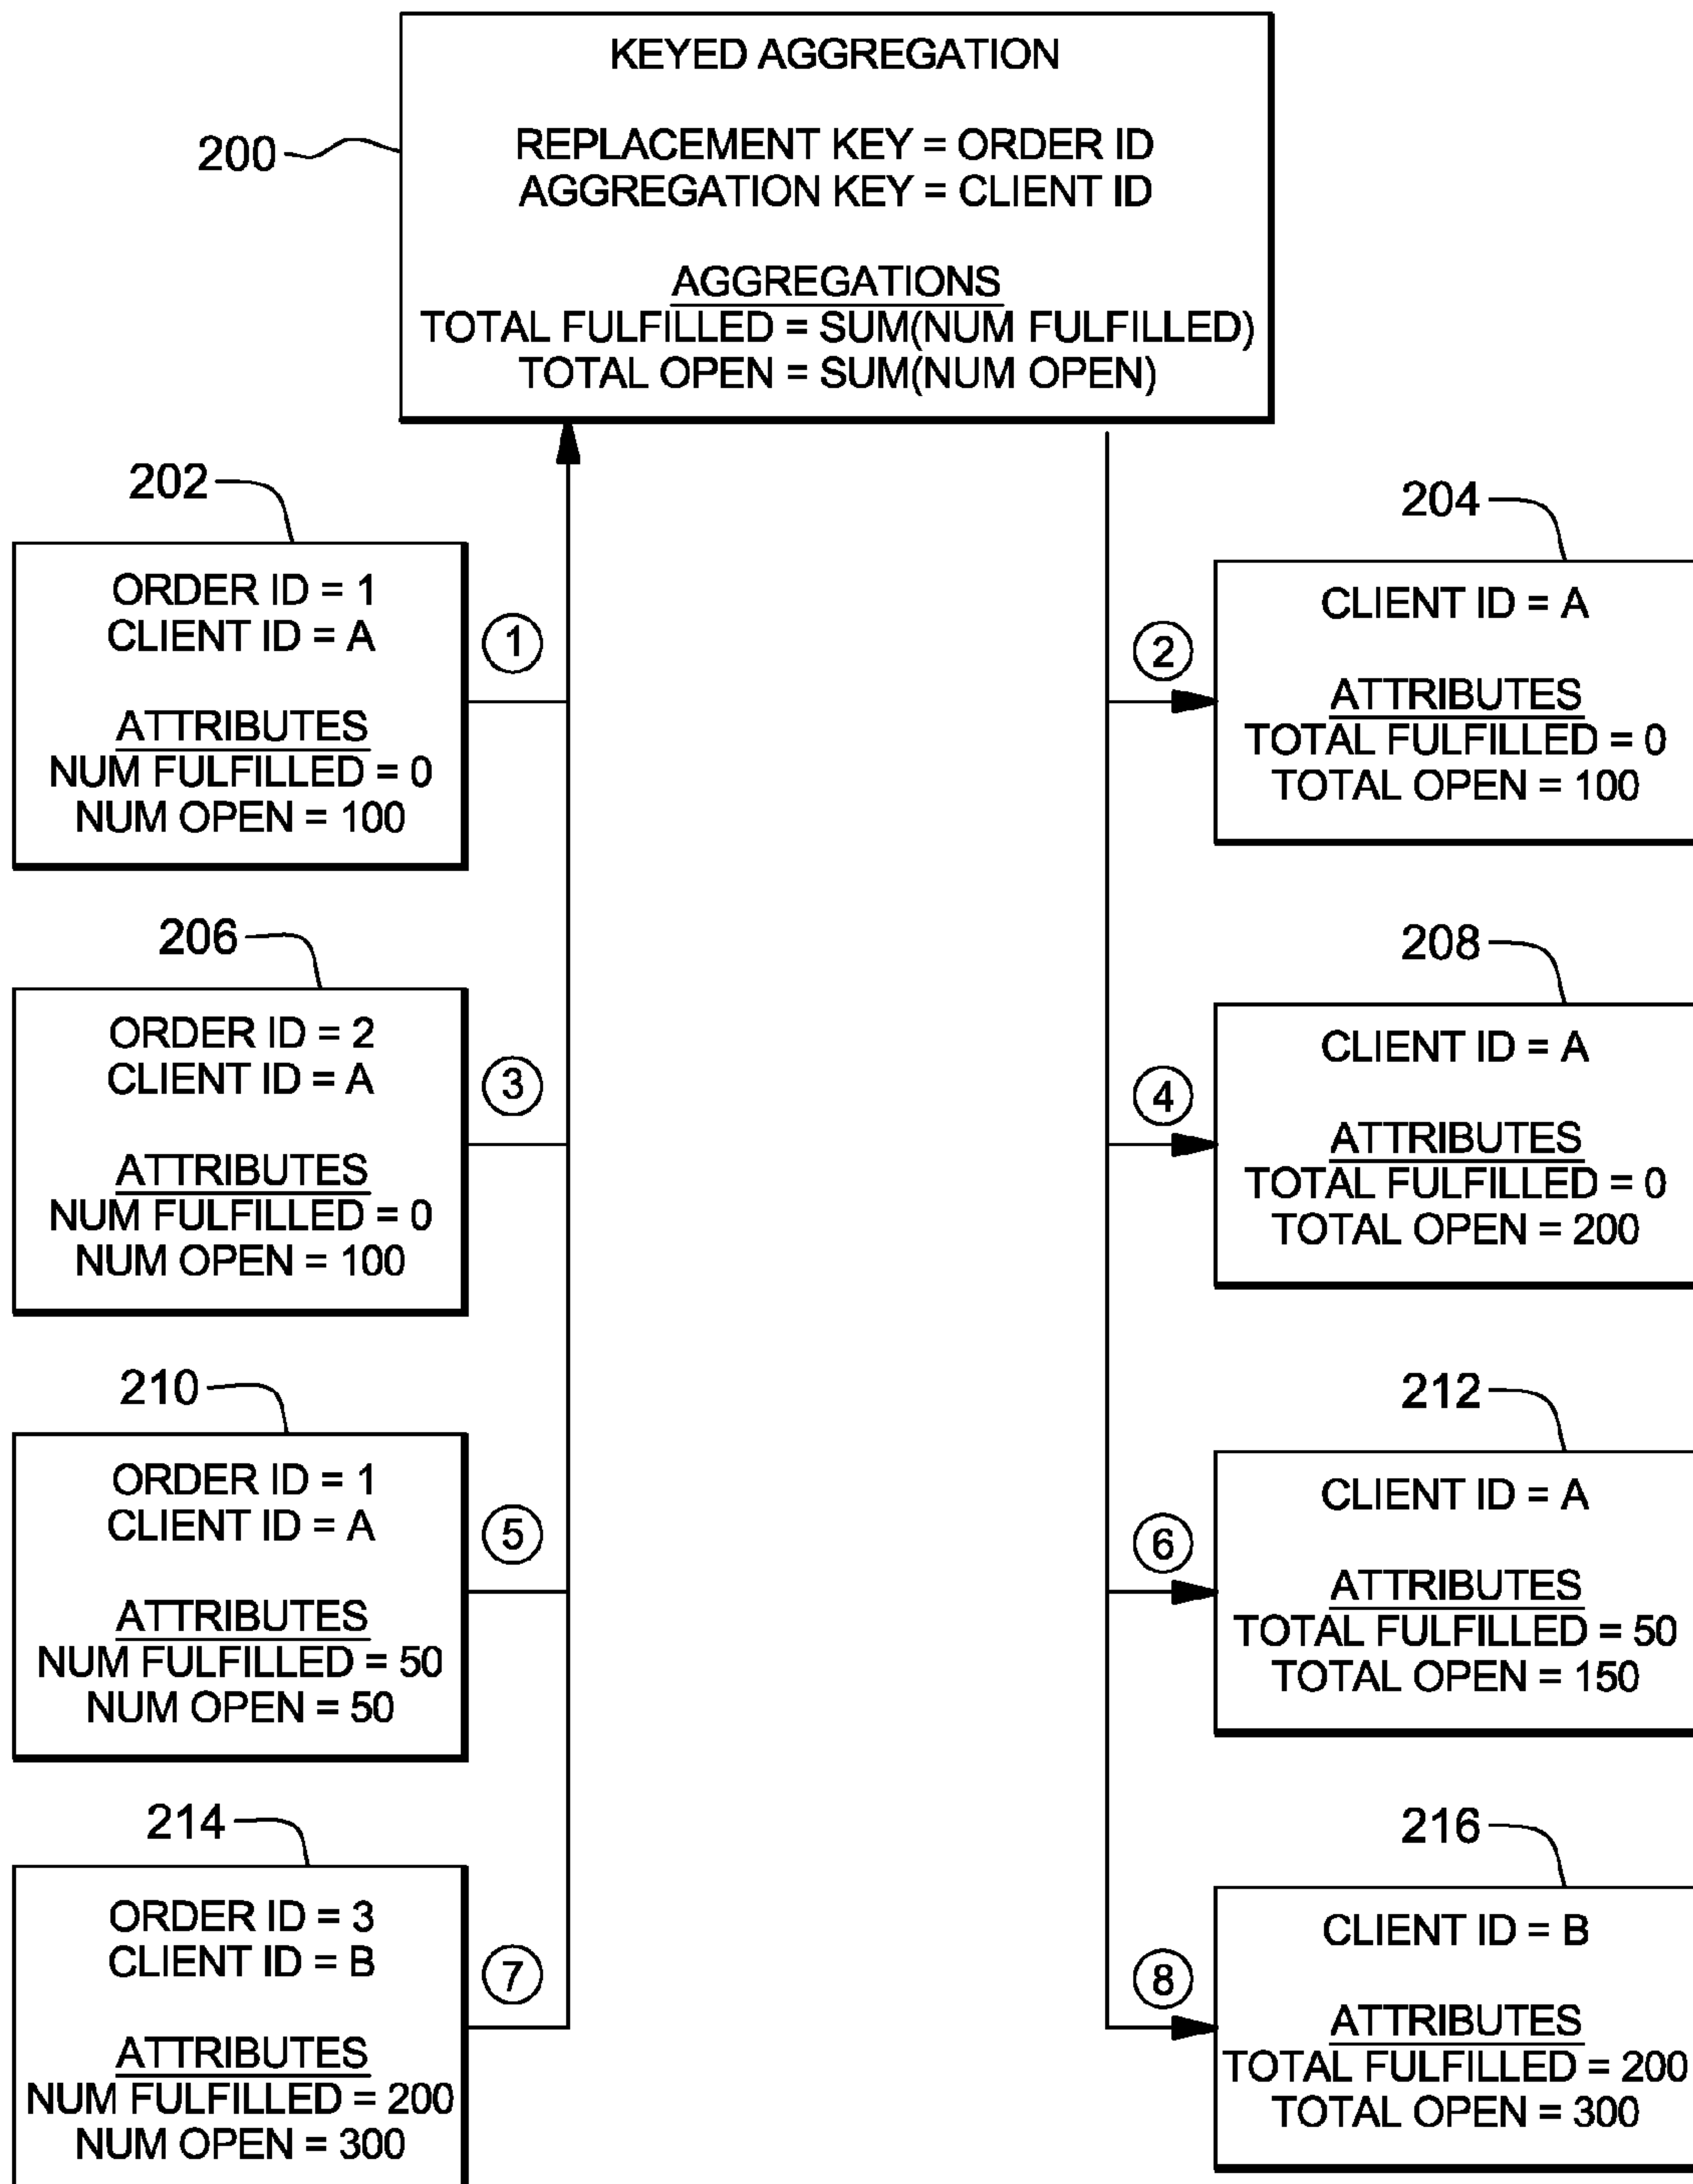 KEYED AGGREGATION
200
REPLACEMENT KEY = ORDER ID
AGGREGATION KEY = CLIENT ID
AGGREGATIONS
TOTAL FULFILLED = SUM(NUM FULFILLED)
TOTAL OPEN = SUM(NUM OPEN)
202
ORDER ID = 1
CLIENT ID = A
ATTRIBUTES
NUM FULFILLED = 0
NUM OPEN = 100
1
204
CLIENT ID = A
ATTRIBUTES
TOTAL FULFILLED = 0
TOTAL OPEN = 100
2
206
ORDER ID = 2
CLIENT ID = A
ATTRIBUTES
NUM FULFILLED = 0
NUM OPEN = 100
3
208
CLIENT ID = A
ATTRIBUTES
TOTAL FULFILLED = 0
TOTAL OPEN = 200
4
210
ORDER ID = 1
CLIENT ID = A
ATTRIBUTES
NUM FULFILLED = 50
NUM OPEN = 50
5
212
CLIENT ID = A
ATTRIBUTES
TOTAL FULFILLED = 50
TOTAL OPEN = 150
6
214
ORDER ID = 3
CLIENT ID = B
ATTRIBUTES
NUM FULFILLED = 200
NUM OPEN = 300
7
216
CLIENT ID = B
ATTRIBUTES
TOTAL FULFILLED = 200
TOTAL OPEN = 300
8